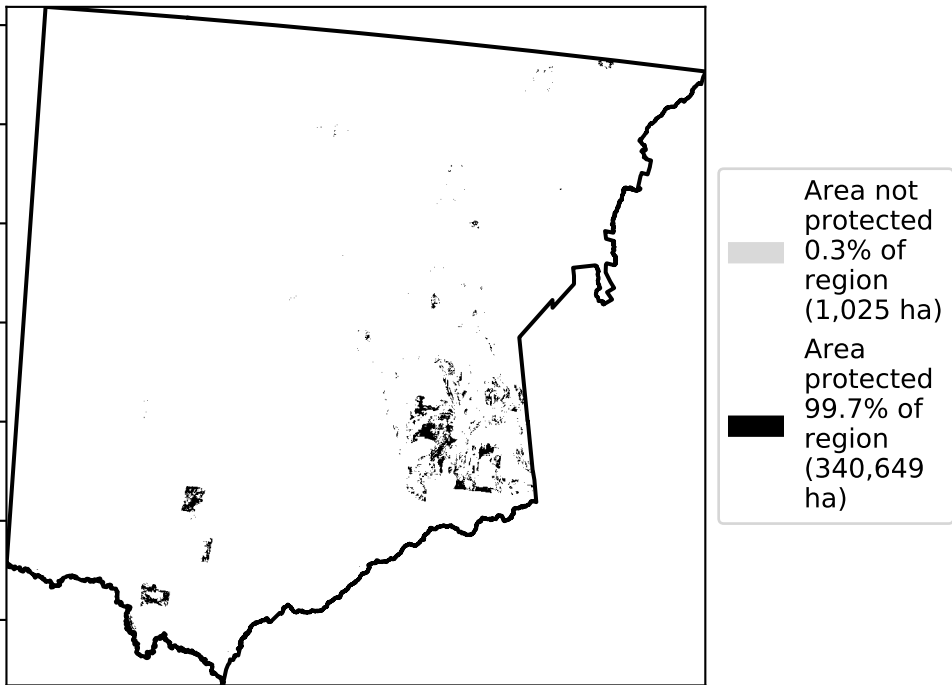 Area not
protected
0.3% of
region
(1,025 ha)
Area
protected
99.7% of
region
(340,649
ha)